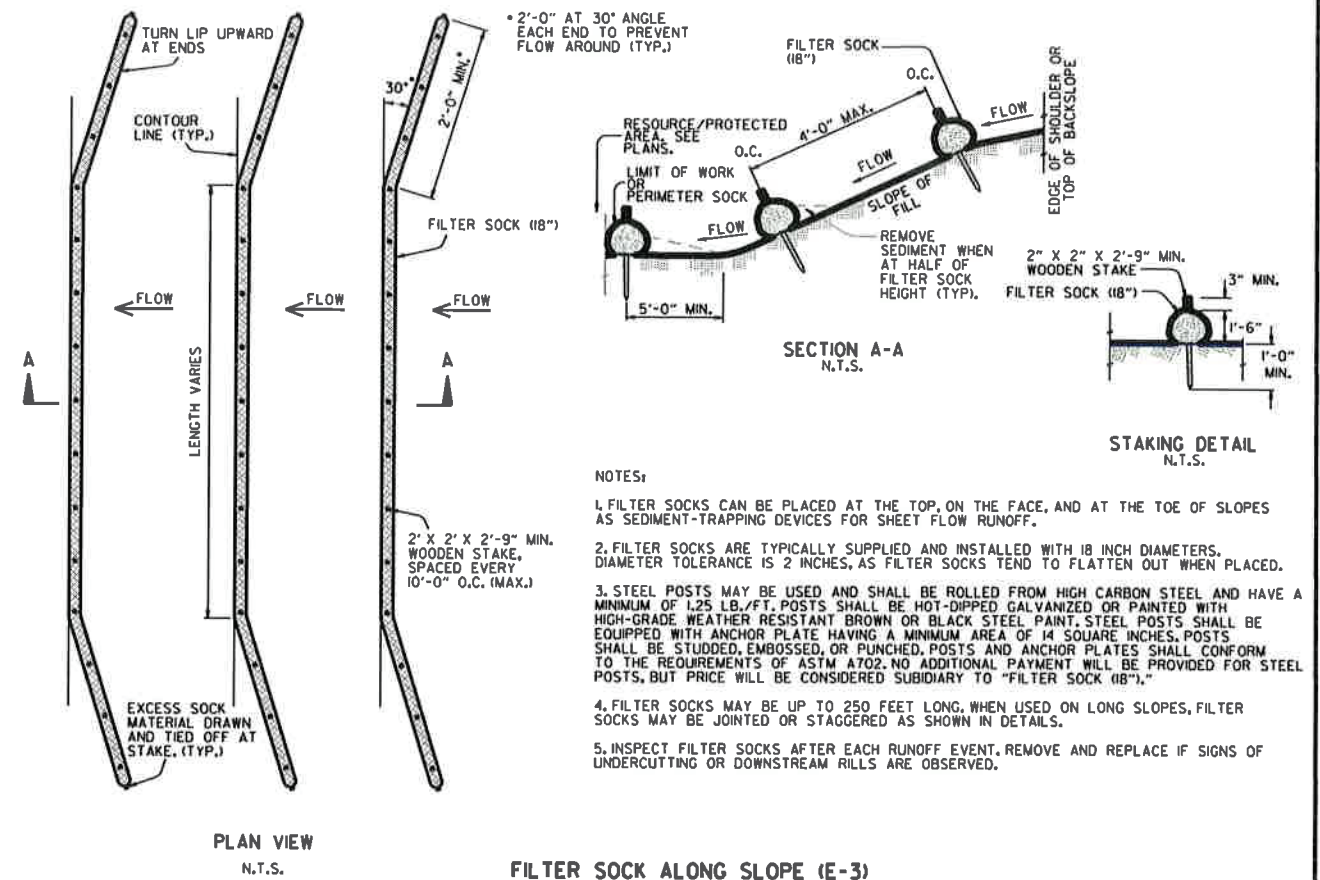 TURN LIP UPWARD
AT ENDS
CONTOUR
LINE (TYP.)
30°*
2'-0" MIN.*
* 2'-0" AT 30° ANGLE
EACH END TO PREVENT
FLOW AROUND (TYP.)
FILTER SOCK (18")
FLOW
FLOW
FLOW
A
A
LENGTH VARIES
2' X 2' X 2'-9" MIN.
WOODEN STAKE,
SPACED EVERY
10'-0" O.C. (MAX.)
EXCESS SOCK
MATERIAL DRAWN
AND TIED OFF AT
STAKE. (TYP.)
PLAN VIEW
N.T.S.
FILTER SOCK
(18")
O.C.
FLOW
EDGE OF SHOULDER OR
TOP OF BACKSLOPE
4'-0" MAX.
O.C.
RESOURCE/PROTECTED
AREA. SEE
PLANS.
LIMIT OF WORK
OR
PERIMETER SOCK
FLOW
FLOW
SLOPE OF
FILL
REMOVE
SEDIMENT WHEN
AT HALF OF
FILTER SOCK
HEIGHT (TYP).
5'-0" MIN.
SECTION A-A
N.T.S.
2" X 2" X 2'-9" MIN.
WOODEN STAKE
FILTER SOCK (18")
3" MIN.
1'-6"
1'-0"
MIN.
STAKING DETAIL
N.T.S.
NOTES:
1. FILTER SOCKS CAN BE PLACED AT THE TOP, ON THE FACE, AND AT THE TOE OF SLOPES
AS SEDIMENT-TRAPPING DEVICES FOR SHEET FLOW RUNOFF.
2. FILTER SOCKS ARE TYPICALLY SUPPLIED AND INSTALLED WITH 18 INCH DIAMETERS.
DIAMETER TOLERANCE IS 2 INCHES, AS FILTER SOCKS TEND TO FLATTEN OUT WHEN PLACED.
3. STEEL POSTS MAY BE USED AND SHALL BE ROLLED FROM HIGH CARBON STEEL AND HAVE A
MINIMUM OF 1.25 LB./FT. POSTS SHALL BE HOT-DIPPED GALVANIZED OR PAINTED WITH
HIGH-GRADE WEATHER RESISTANT BROWN OR BLACK STEEL PAINT. STEEL POSTS SHALL BE
EQUIPPED WITH ANCHOR PLATE HAVING A MINIMUM AREA OF 14 SQUARE INCHES. POSTS
SHALL BE STUDDED, EMBOSSED, OR PUNCHED. POSTS AND ANCHOR PLATES SHALL CONFORM
TO THE REQUIREMENTS OF ASTM A702. NO ADDITIONAL PAYMENT WILL BE PROVIDED FOR STEEL
POSTS, BUT PRICE WILL BE CONSIDERED SUBIDIARY TO "FILTER SOCK (18")."
4. FILTER SOCKS MAY BE UP TO 250 FEET LONG. WHEN USED ON LONG SLOPES, FILTER
SOCKS MAY BE JOINTED OR STAGGERED AS SHOWN IN DETAILS.
5. INSPECT FILTER SOCKS AFTER EACH RUNOFF EVENT. REMOVE AND REPLACE IF SIGNS OF
UNDERCUTTING OR DOWNSTREAM RILLS ARE OBSERVED.
FILTER SOCK ALONG SLOPE (E-3)